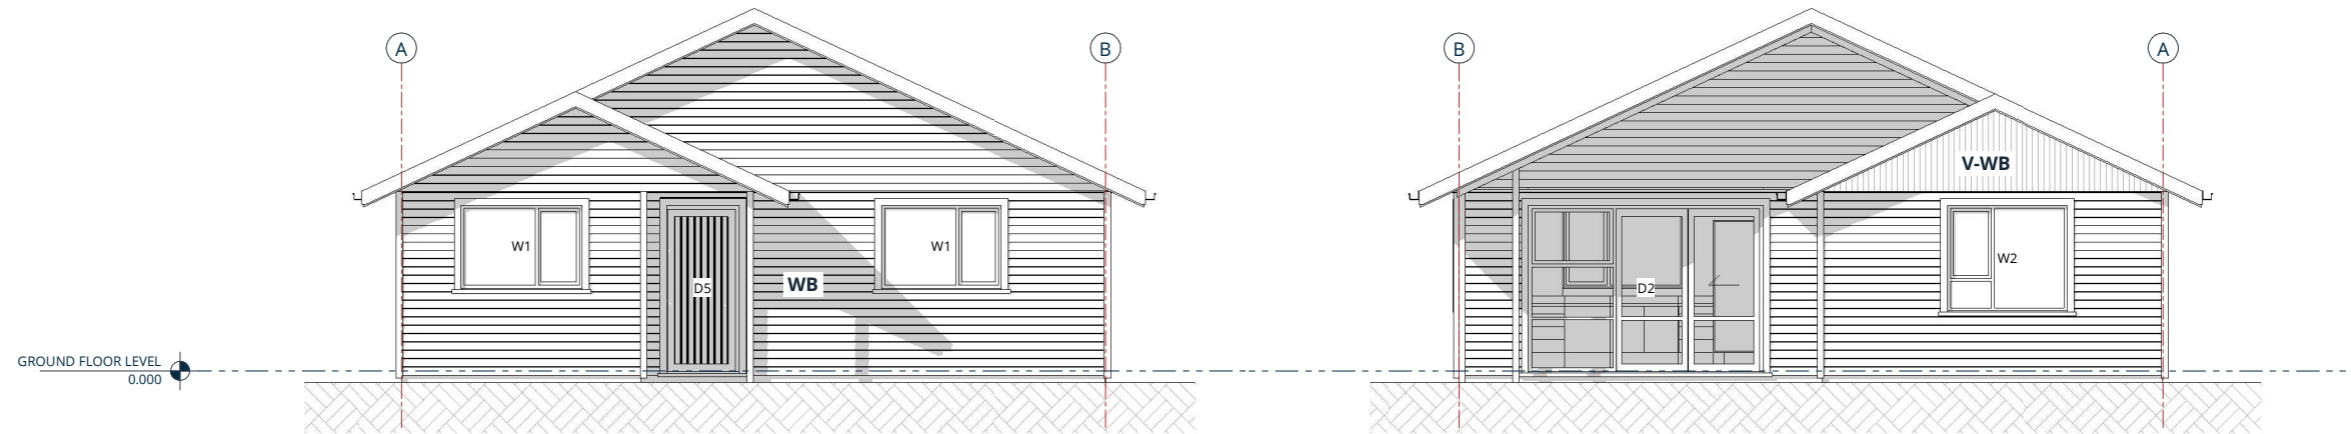 A
B
B
A
V-WB
W1
W1
W2
D5
WB
D2
GROUND FLOOR LEVEL
0.000